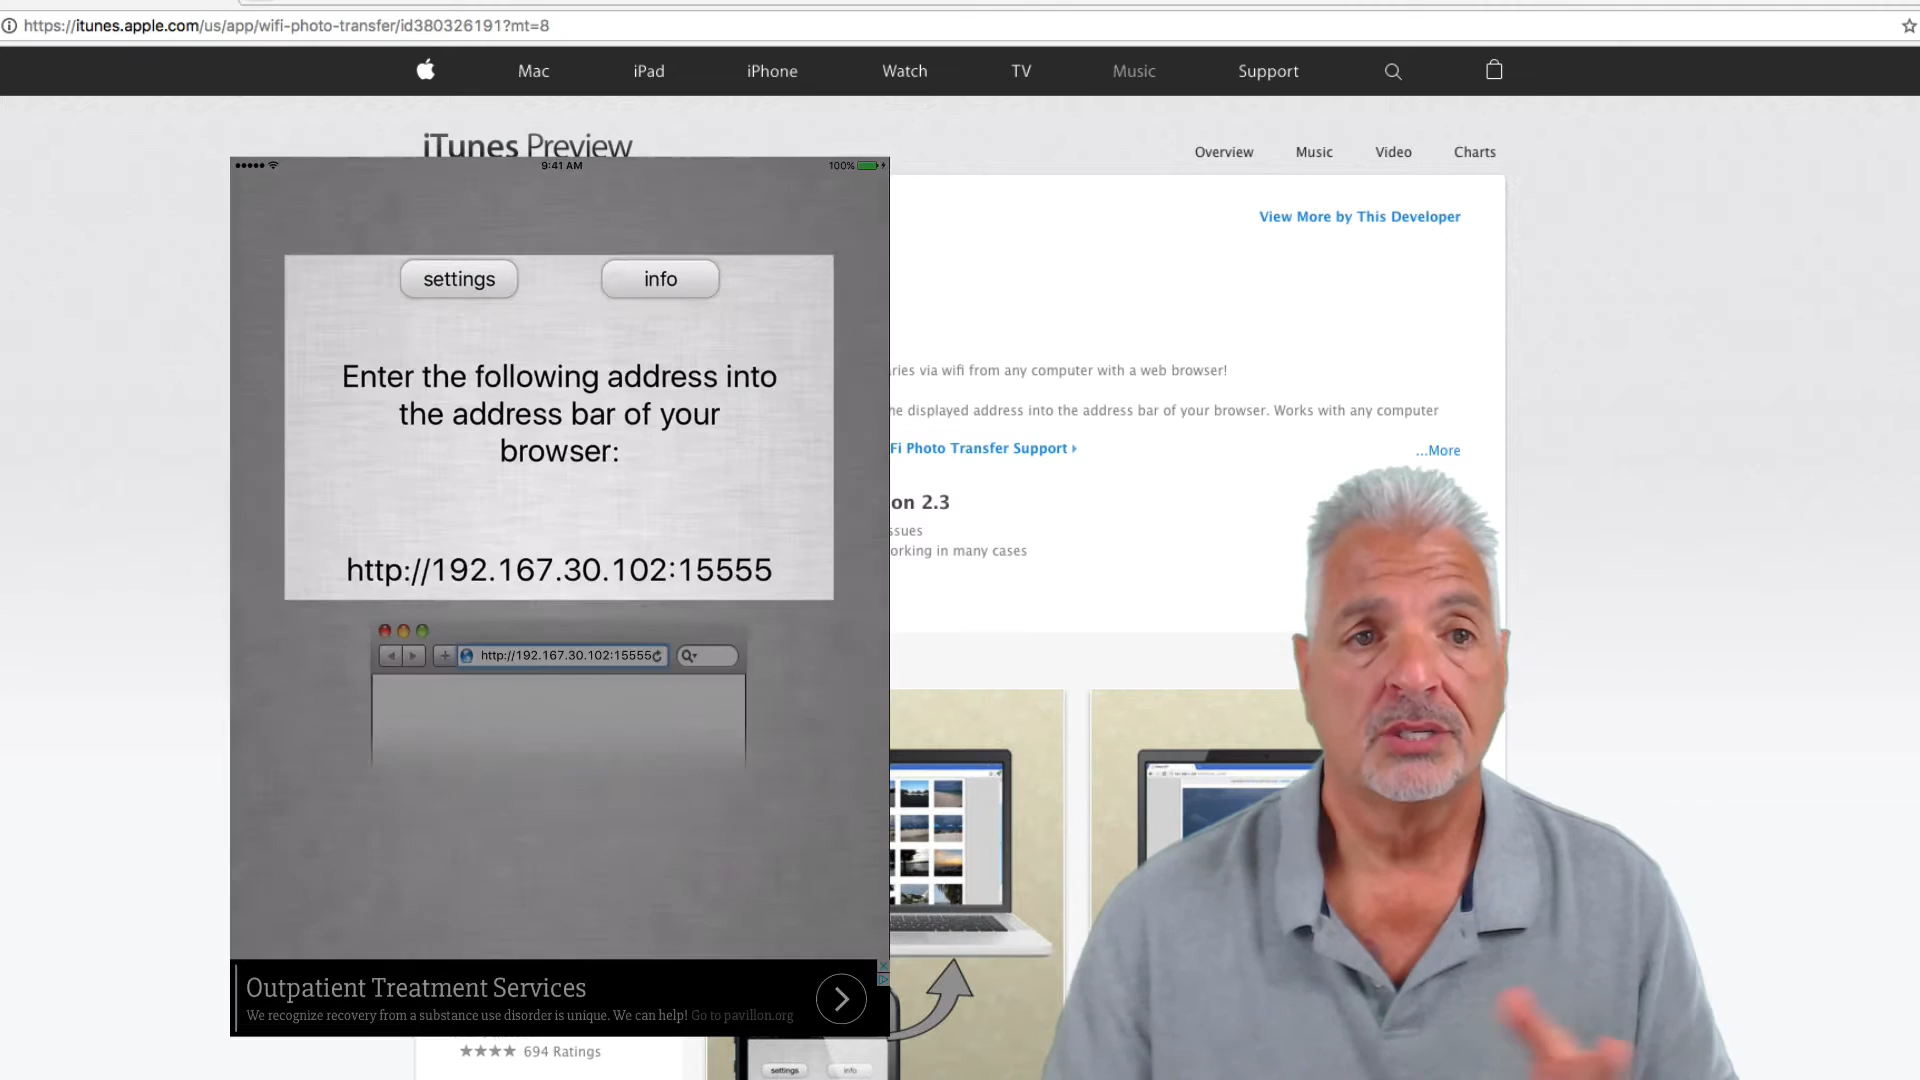 https://itunes.apple.com/us/app/wifi-photo-transfer/id380326191?mt=8
Mac iPad iPhone Watch TV Music Support
iTunes Preview
Overview Music Video Charts
9:41 AM 100%
View More by This Developer
settings info
Enter the following address into
the address bar of your
browser:
http://192.167.30.102:15555
http://192.167.30.102:15555
ries via wifi from any computer with a web browser!
he displayed address into the address bar of your browser. Works with any computer
Fi Photo Transfer Support
...More
on 2.3
ssues
orking in many cases
Outpatient Treatment Services
We recognize recovery from a substance use disorder is unique. We can help! Go to pavillon.org
694 Ratings
settings info